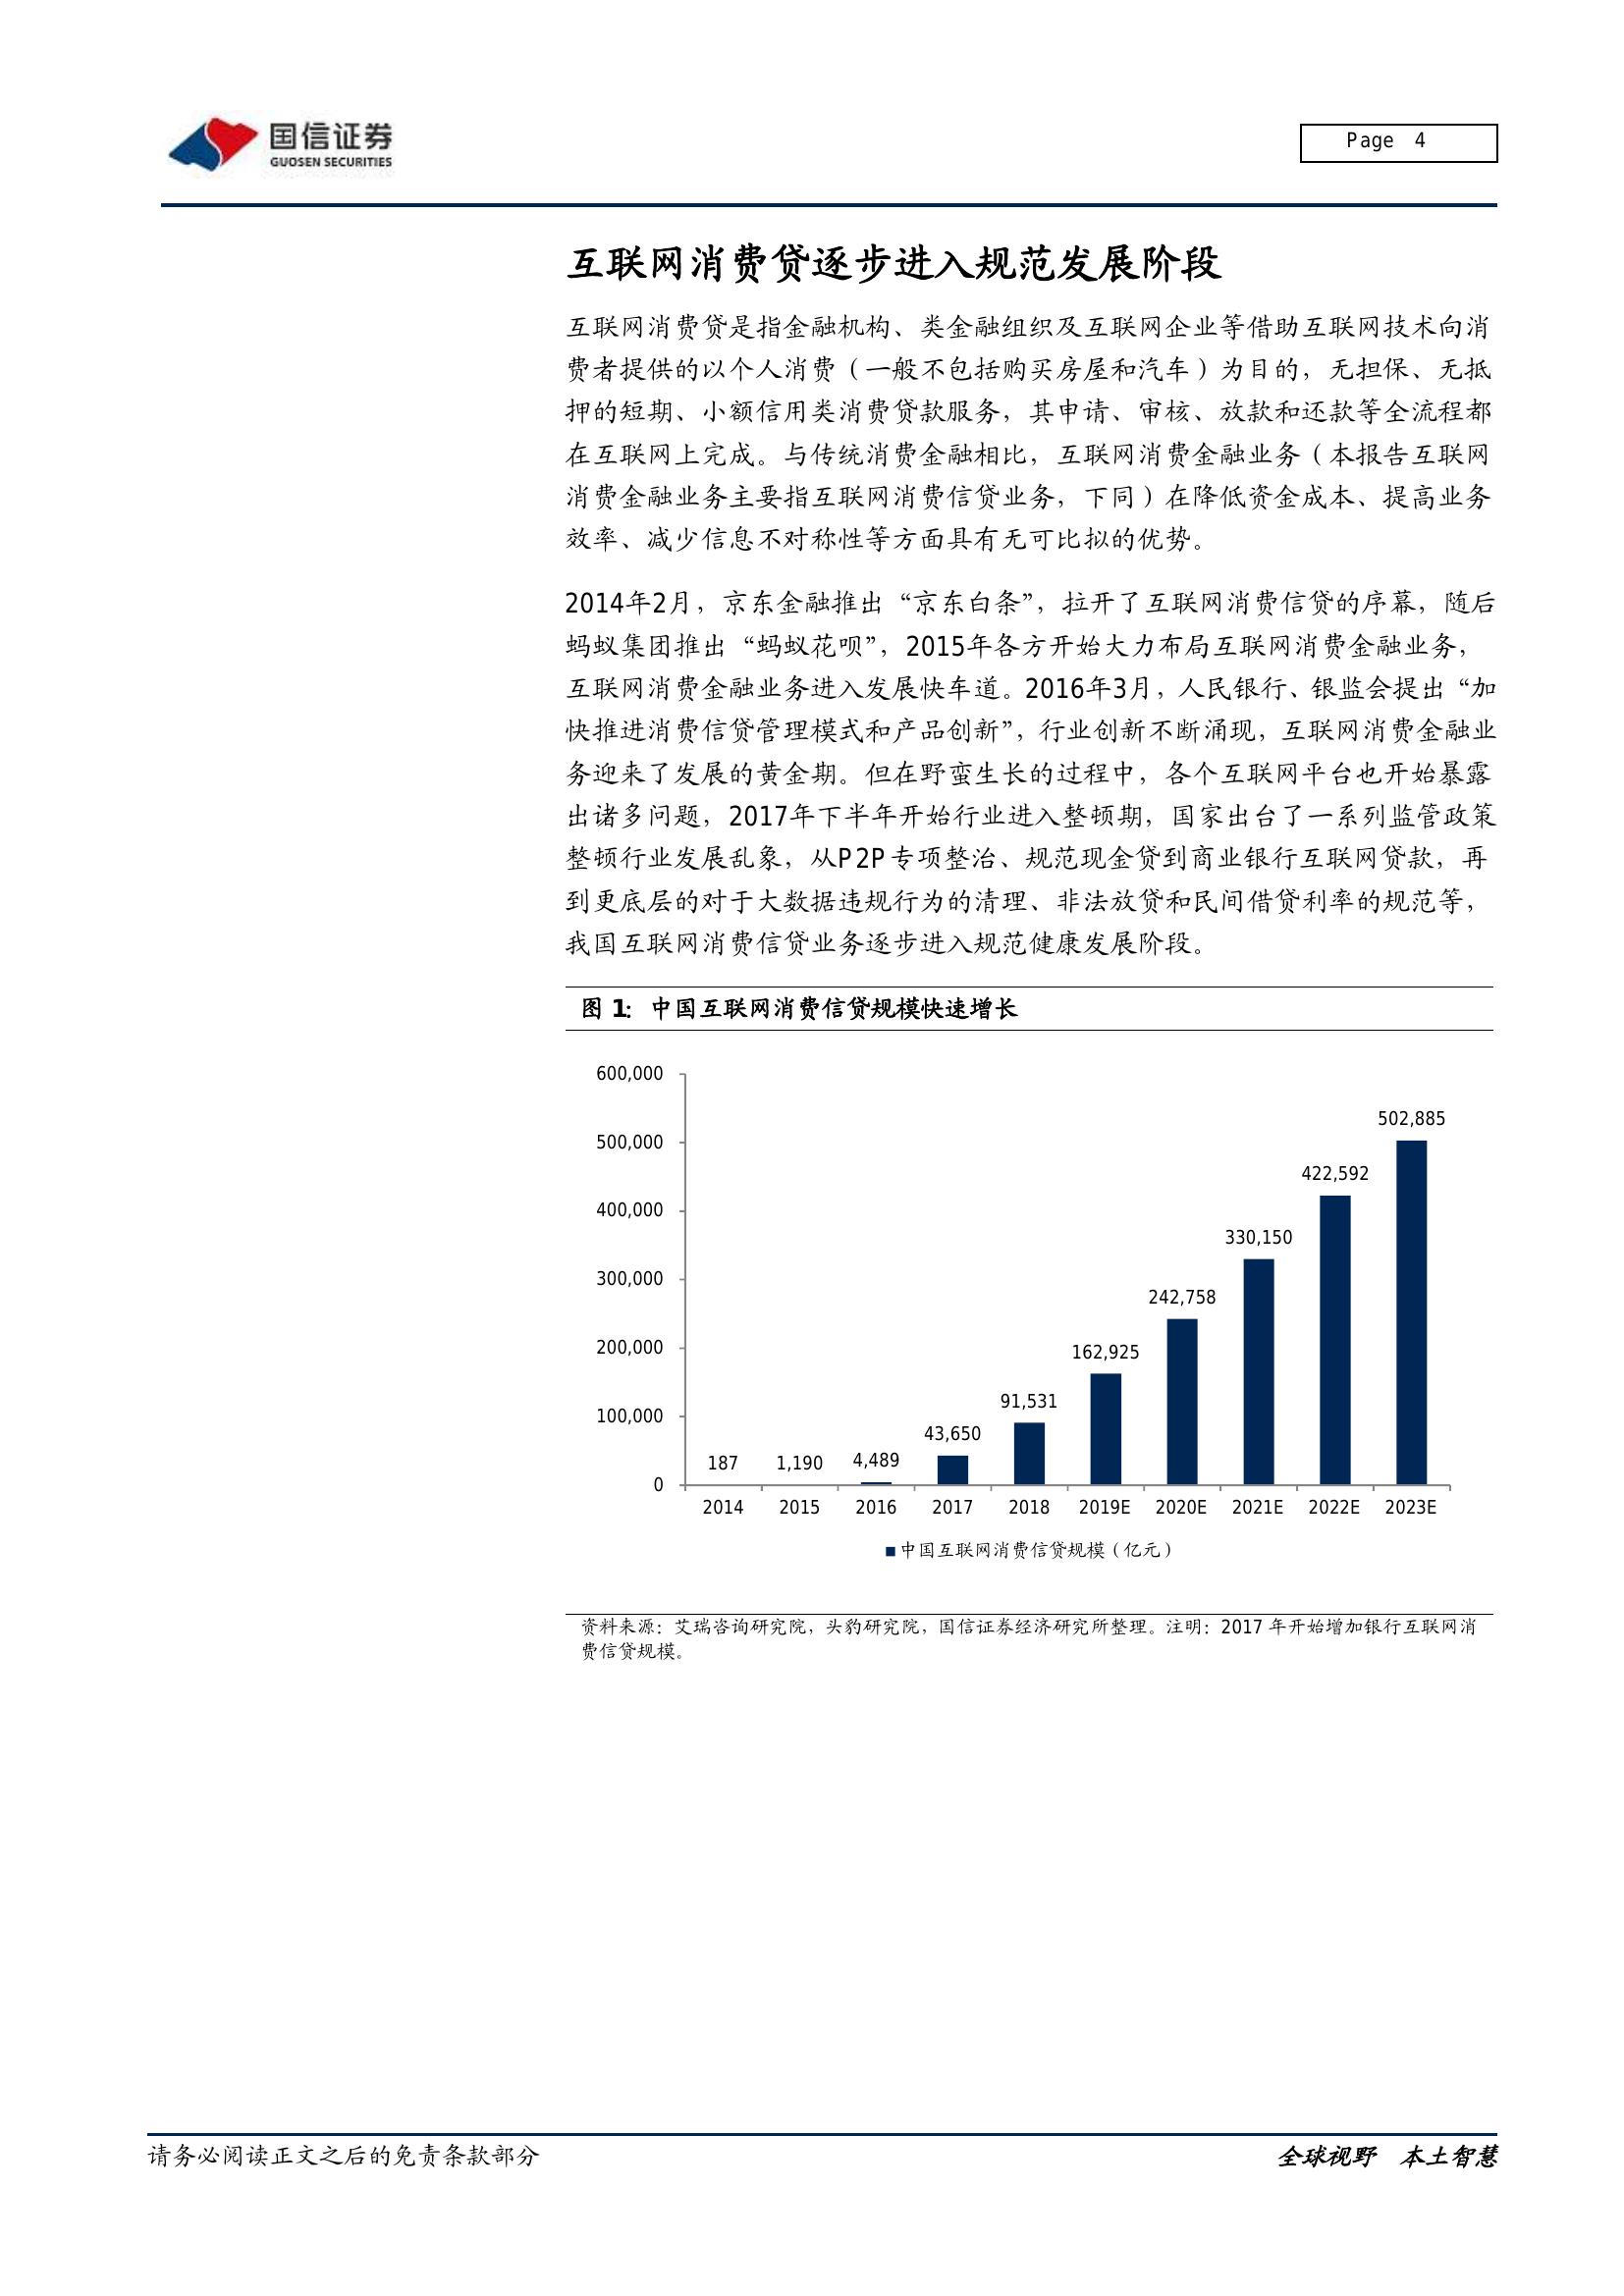 国信证券
GUOSEN SECURITIES
Page 4
互联网消费贷逐步进入规范发展阶段
互联网消费贷是指金融机构、类金融组织及互联网企业等借助互联网技术向消
费者提供的以个人消费（一般不包括购买房屋和汽车）为目的，无担保、无抵
押的短期、小额信用类消费贷款服务，其申请、审核、放款和还款等全流程都
在互联网上完成。与传统消费金融相比，互联网消费金融业务（本报告互联网
消费金融业务主要指互联网消费信贷业务，下同）在降低资金成本、提高业务
效率、减少信息不对称性等方面具有无可比拟的优势。
2014年2月，京东金融推出“京东白条”，拉开了互联网消费信贷的序幕，随后
蚂蚁集团推出“蚂蚁花呗”，2015年各方开始大力布局互联网消费金融业务，
互联网消费金融业务进入发展快车道。2016年3月，人民银行、银监会提出“加
快推进消费信贷管理模式和产品创新”，行业创新不断涌现，互联网消费金融业
务迎来了发展的黄金期。但在野蛮生长的过程中，各个互联网平台也开始暴露
出诸多问题，2017年下半年开始行业进入整顿期，国家出台了一系列监管政策
整顿行业发展乱象，从P2P专项整治、规范现金贷到商业银行互联网贷款，再
到更底层的对于大数据违规行为的清理、非法放贷和民间借贷利率的规范等，
我国互联网消费信贷业务逐步进入规范健康发展阶段。
图 1：中国互联网消费信贷规模快速增长
600,000
500,000
400,000
300,000
200,000
100,000
0
187
1,190
4,489
43,650
91,531
162,925
242,758
330,150
422,592
502,885
2014 2015 2016 2017 2018 2019E 2020E 2021E 2022E 2023E
中国互联网消费信贷规模（亿元）
资料来源：艾瑞咨询研究院，头豹研究院，国信证券经济研究所整理。注明：2017 年开始增加银行互联网消
费信贷规模。
请务必阅读正文之后的免责条款部分
全球视野 本土智慧